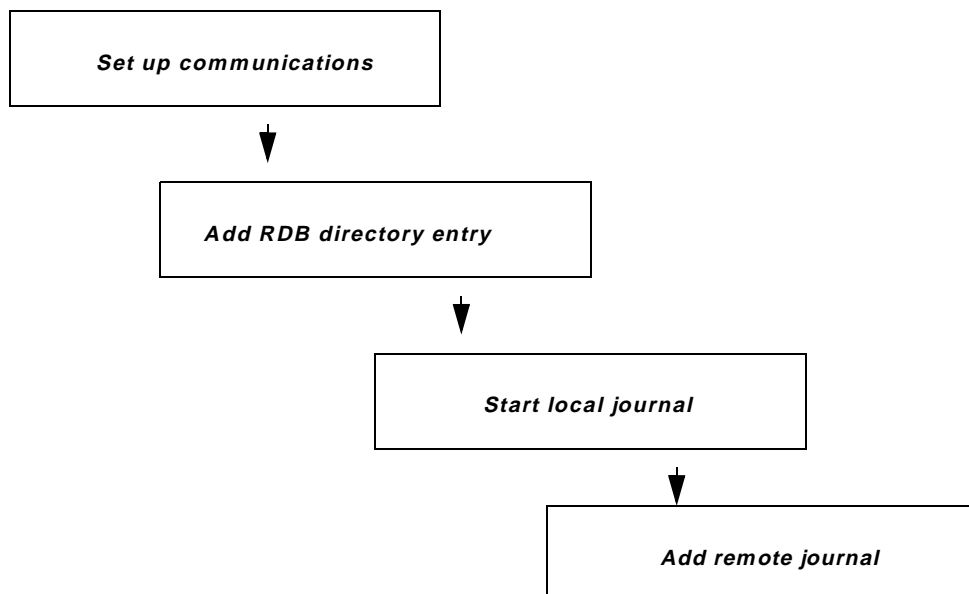 Set up communications
Add RDB directory entry
Start local journal
Add remote journal